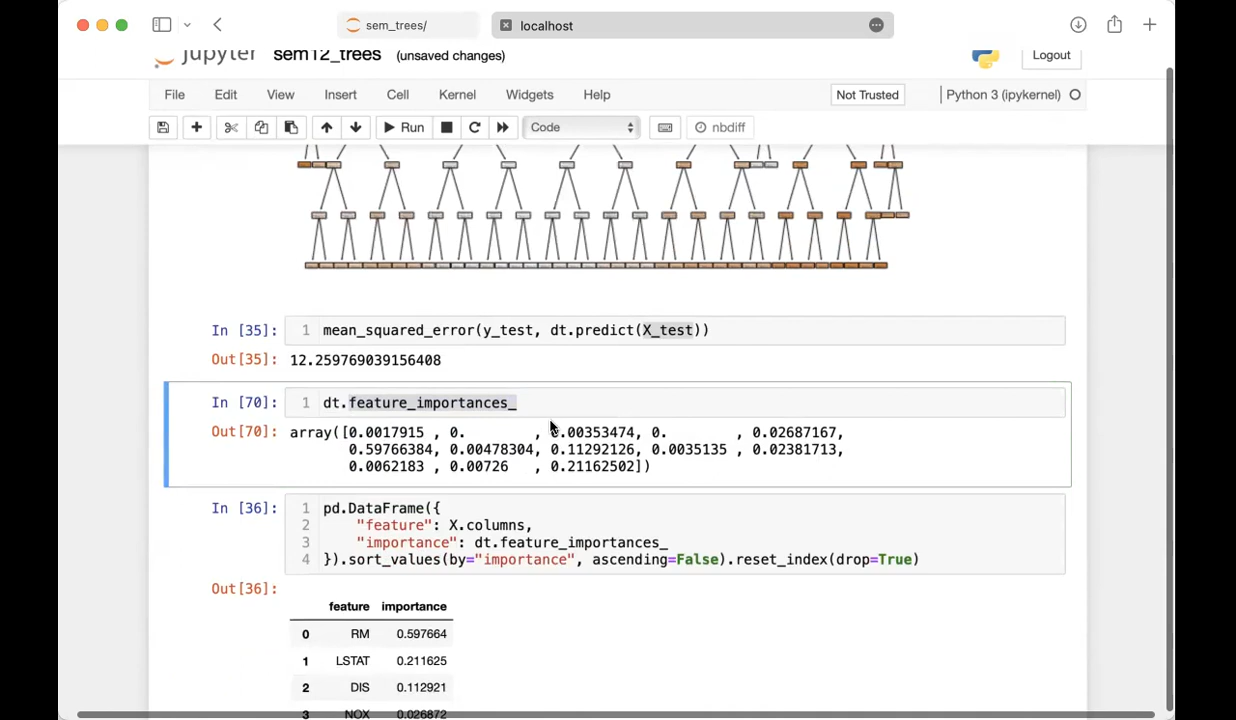 sem_trees/
localhost
Jupyter sem12_trees (unsaved changes)
Logout
File Edit View Insert Cell Kernel Widgets Help
Not Trusted
Python 3 (ipykernel)
Run
Code
nbdiff
In [35]: 1 mean_squared_error(y_test, dt.predict(X_test))
Out[35]: 12.259769039156408
In [70]: 1 dt.feature_importances_
Out[70]: array([0.0017915 , 0. , 0.00353474, 0. , 0.02687167,
0.59766384, 0.00478304, 0.11292126, 0.0035135 , 0.02381713,
0.0062183 , 0.00726 , 0.21162502])
In [36]: 1 pd.DataFrame({
2 "feature": X.columns,
3 "importance": dt.feature_importances_
4 }).sort_values(by="importance", ascending=False).reset_index(drop=True)
Out[36]:
feature importance
0 RM 0.597664
1 LSTAT 0.211625
2 DIS 0.112921
3 NOX 0.026872